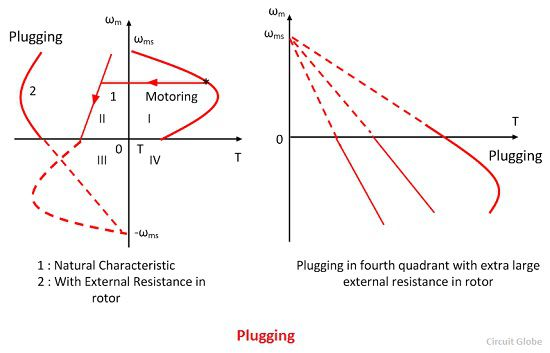 ωm
ωms
Plugging
2
1
Motoring
II
I
0
T
III
IV
T
-ωms
1 : Natural Characteristic
2 : With External Resistance in
rotor
ωm
ωms
T
0
Plugging
Plugging in fourth quadrant with extra large
external resistance in rotor
Plugging
Circuit Globe